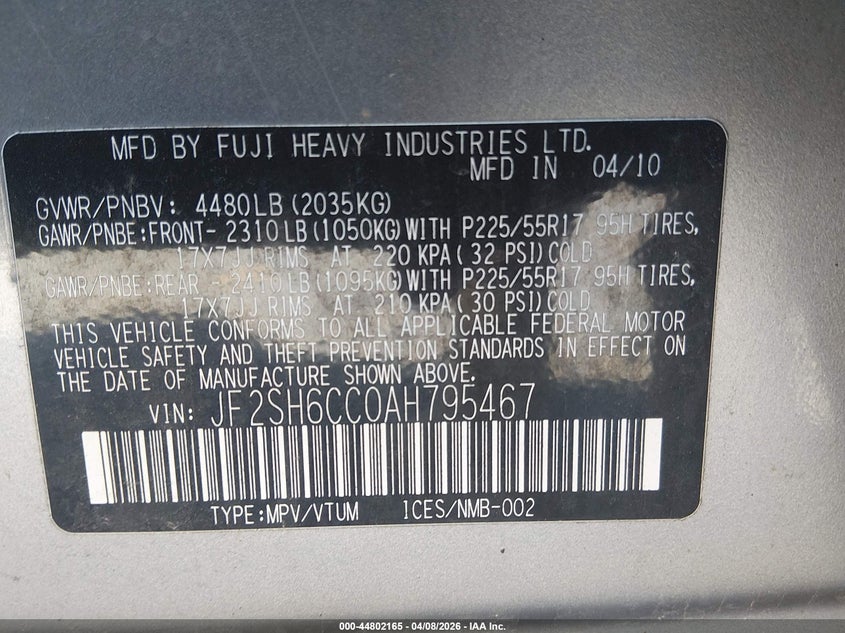 MFD BY FUJI HEAVY INDUSTRIES LTD.
MFD IN 04/10
GVWR/PNBV: 4480LB (2035KG)
GAWR/PNBE:FRONT- 2310LB (1050KG) WITH P225/55R17 95H TIRES,
17X7JJ RIMS AT 220 KPA (32 PSI) COLD
GAWR/PNBE:REAR - 2410LB (1095KG) WITH P225/55R17 95H TIRES,
17X7JJ RIMS AT 210 KPA (30 PSI) COLD
THIS VEHICLE CONFORMS TO ALL APPLICABLE FEDERAL MOTOR
VEHICLE SAFETY AND THEFT PREVENTION STANDARDS IN EFFECT ON
THE DATE OF MANUFACTURE SHOWN ABOVE.
VIN: JF2SH6CC0AH795467
TYPE:MPV/VTUM ICES/NMB-002
000-44802165 - 04/08/2026 - IAA Inc.